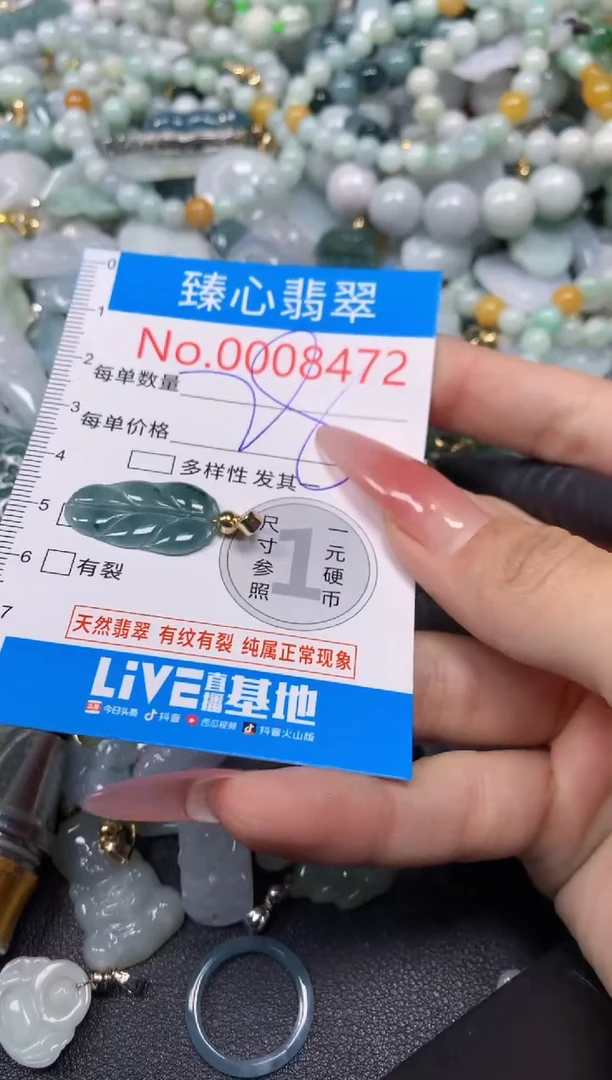 0
1
2
3
4
5
6
7
臻心翡翠
No.0008472
每单数量
每单价格
多样性 发其一
有裂
尺寸参照
1
一元硬币
天然翡翠 有纹有裂 纯属正常现象
LiVE直播基地
今日头条 抖音 西瓜视频 抖音火山版